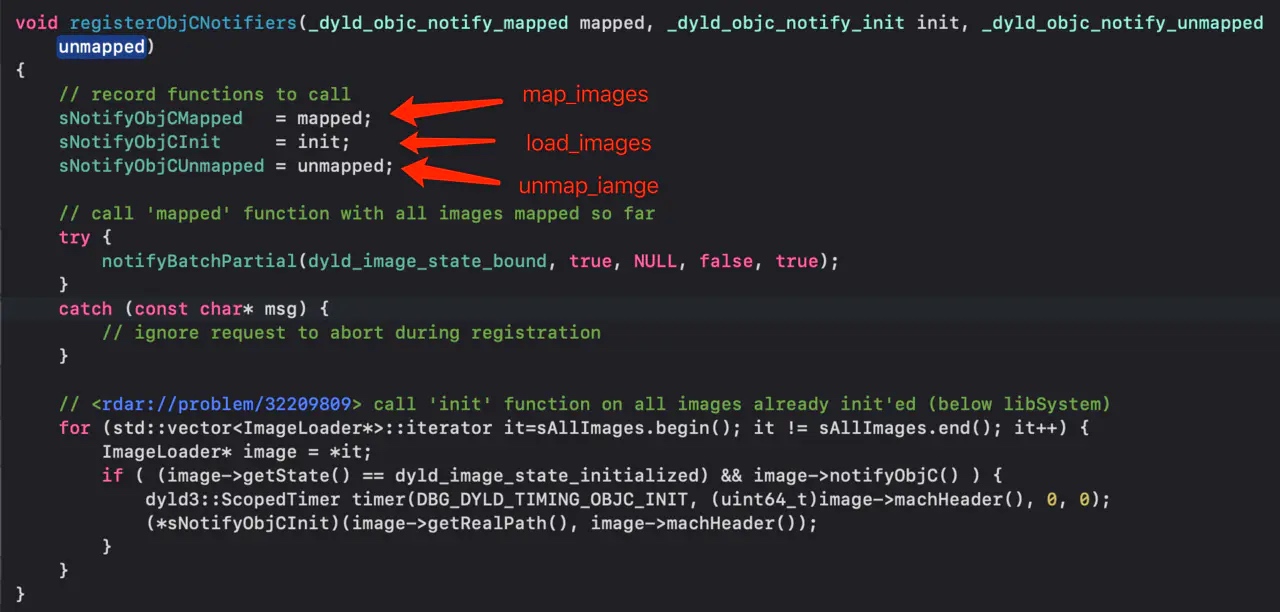 void registerObjCNotifiers(_dyld_objc_notify_mapped mapped, _dyld_objc_notify_init init, _dyld_objc_notify_unmapped
unmapped)
{
// record functions to call
sNotifyObjCMapped   = mapped; map_images
sNotifyObjCInit     = init; load_images
sNotifyObjCUnmapped = unmapped; unmap_iamge
// call 'mapped' function with all images mapped so far
try {
notifyBatchPartial(dyld_image_state_bound, true, NULL, false, true);
}
catch (const char* msg) {
// ignore request to abort during registration
}
// <rdar://problem/32209809> call 'init' function on all images already init'ed (below libSystem)
for (std::vector<ImageLoader*>::iterator it=sAllImages.begin(); it != sAllImages.end(); it++) {
ImageLoader* image = *it;
if ( (image->getState() == dyld_image_state_initialized) && image->notifyObjC() ) {
dyld3::ScopedTimer timer(DBG_DYLD_TIMING_OBJC_INIT, (uint64_t)image->machHeader(), 0, 0);
(*sNotifyObjCInit)(image->getRealPath(), image->machHeader());
}
}
}